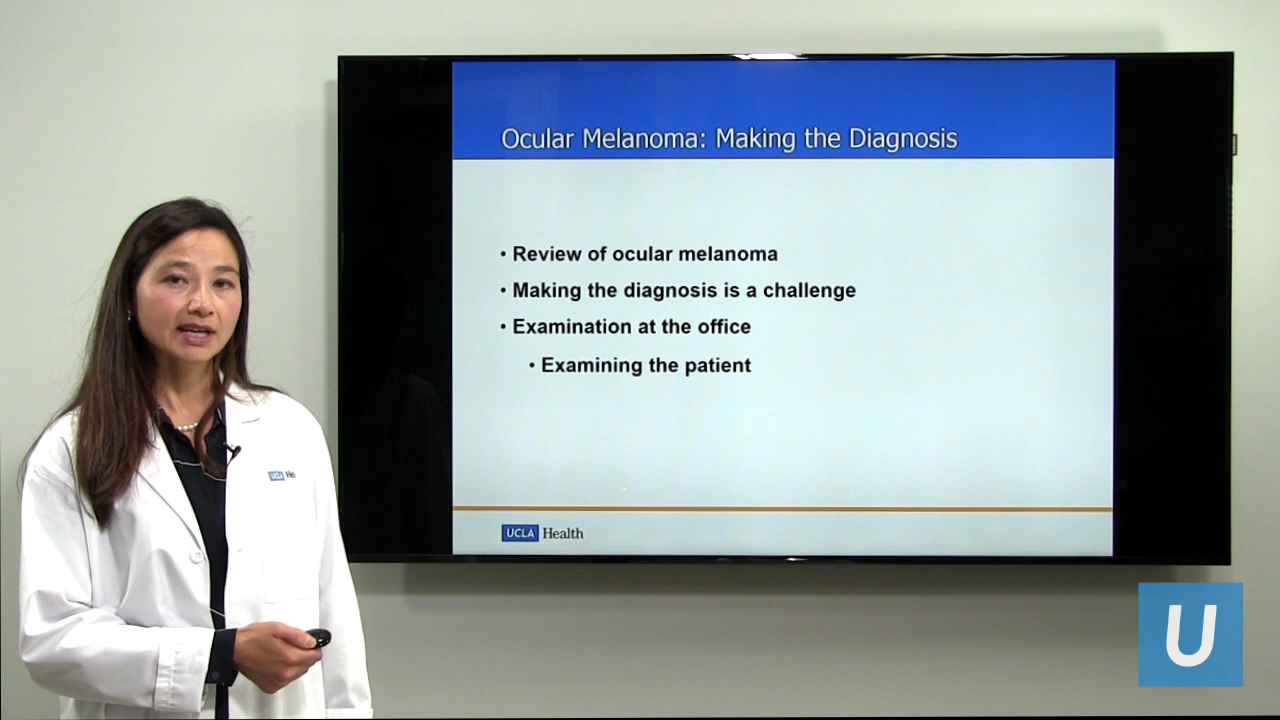 Ocular Melanoma: Making the Diagnosis
• Review of ocular melanoma
• Making the diagnosis is a challenge
• Examination at the office
• Examining the patient
UCLA Health
UCLA
U